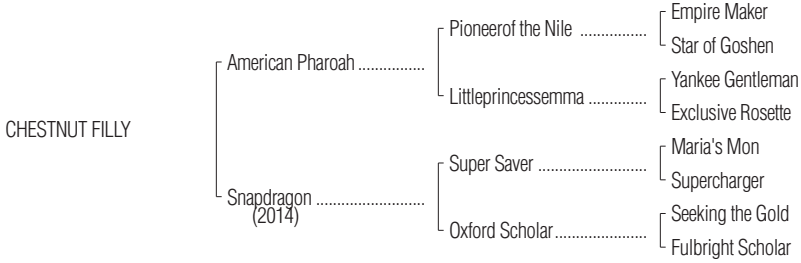 Empire Maker
Pioneerof the Nile ................
Star of Goshen
American Pharoah ................
Yankee Gentleman
Littleprincessemma ..............
Exclusive Rosette
CHESTNUT FILLY
Maria's Mon
Super Saver ..........................
Supercharger
Snapdragon ..........................
(2014)
Seeking the Gold
Oxford Scholar......................
Fulbright Scholar